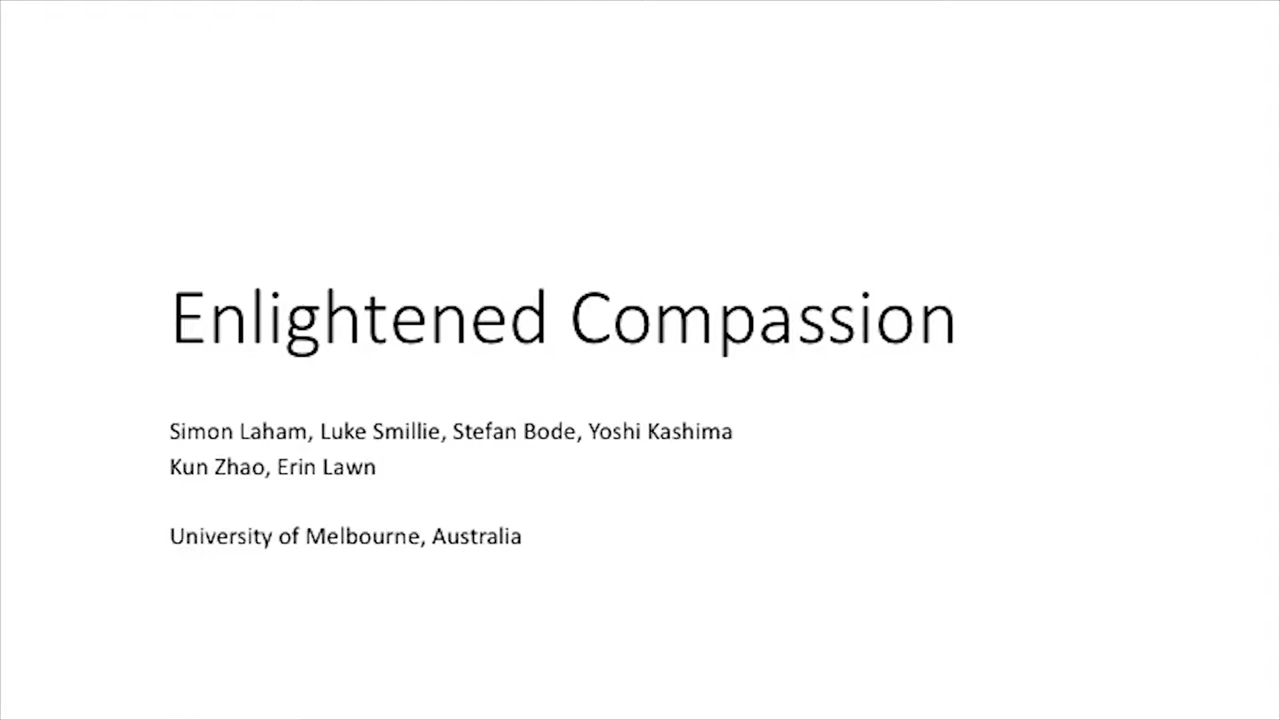 Enlightened Compassion
Simon Laham, Luke Smillie, Stefan Bode, Yoshi Kashima
Kun Zhao, Erin Lawn
University of Melbourne, Australia